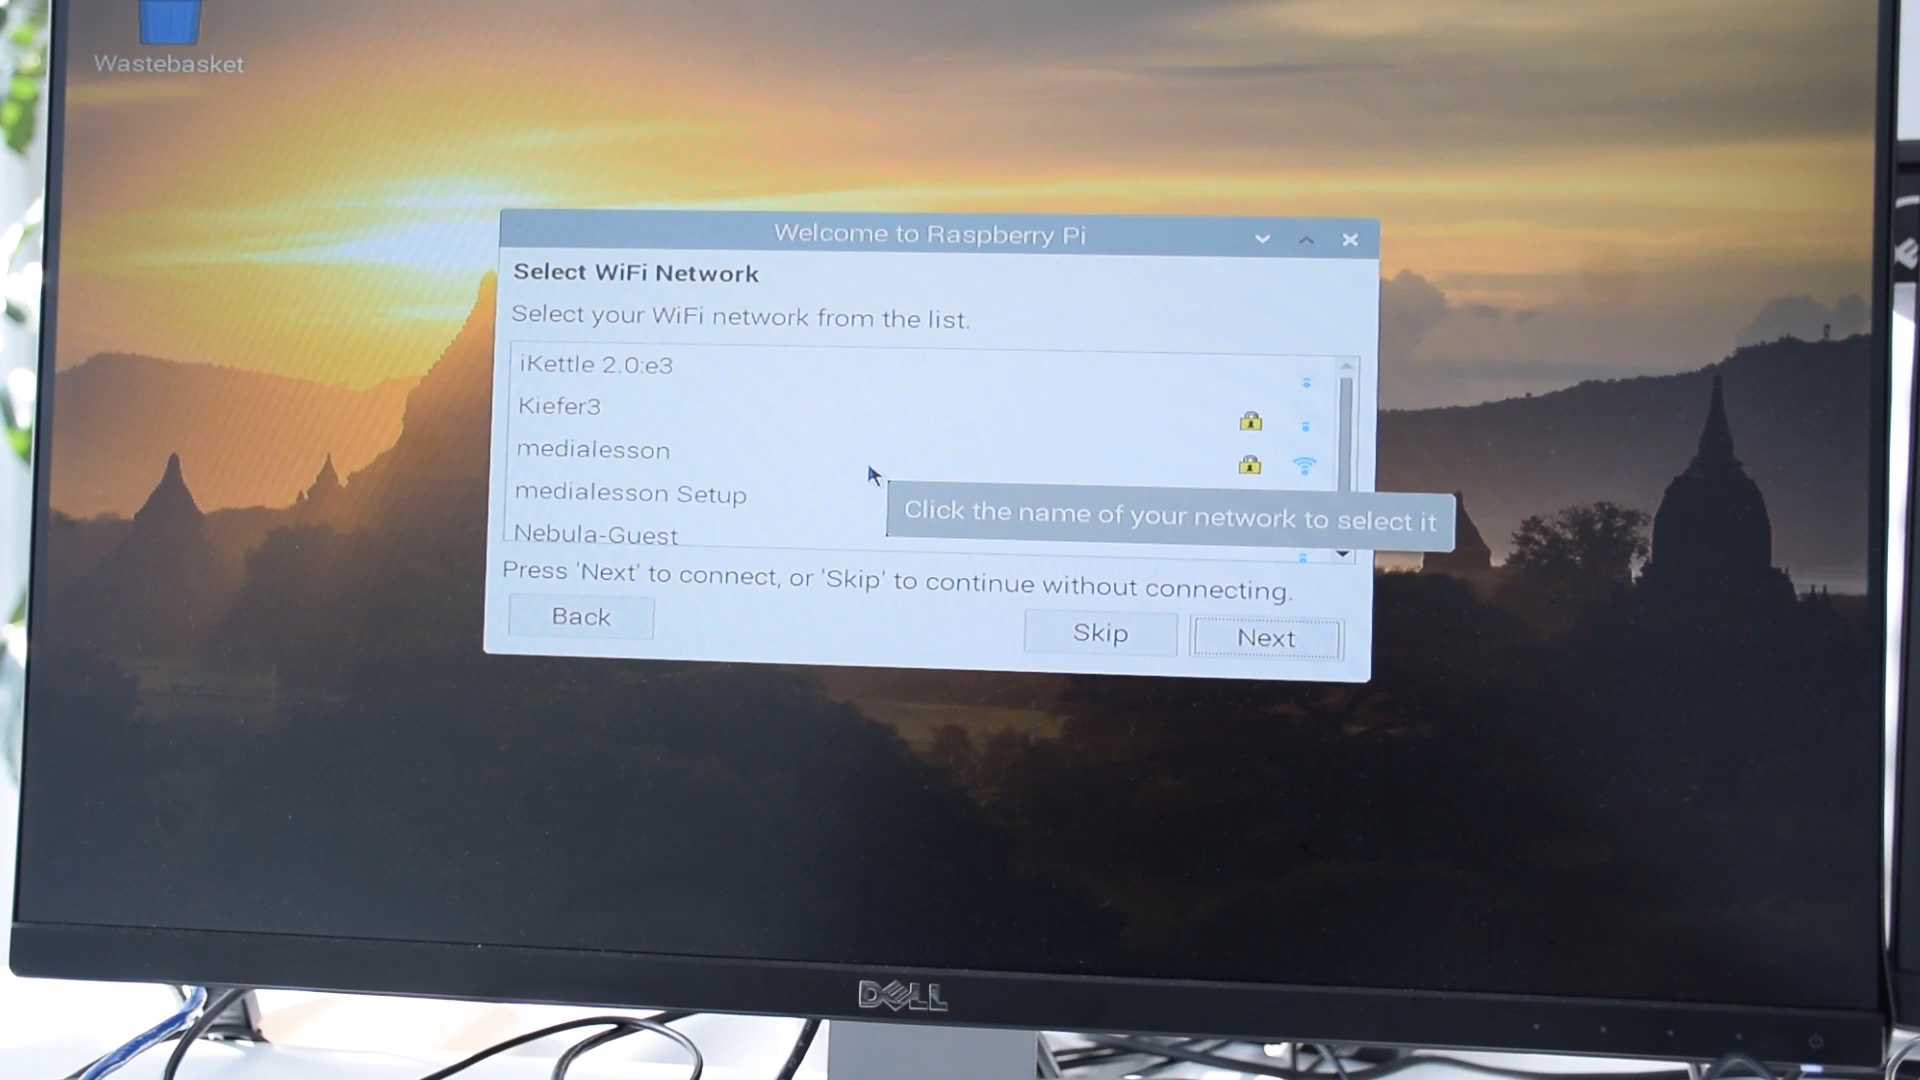 Wastebasket
Welcome to Raspberry Pi
Select WiFi Network
Select your WiFi network from the list.
iKettle 2.0:e3
Kiefer3
medialesson
medialesson Setup
Click the name of your network to select it
Nebula-Guest
Press 'Next' to connect, or 'Skip' to continue without connecting.
Back
Skip
Next
DELL